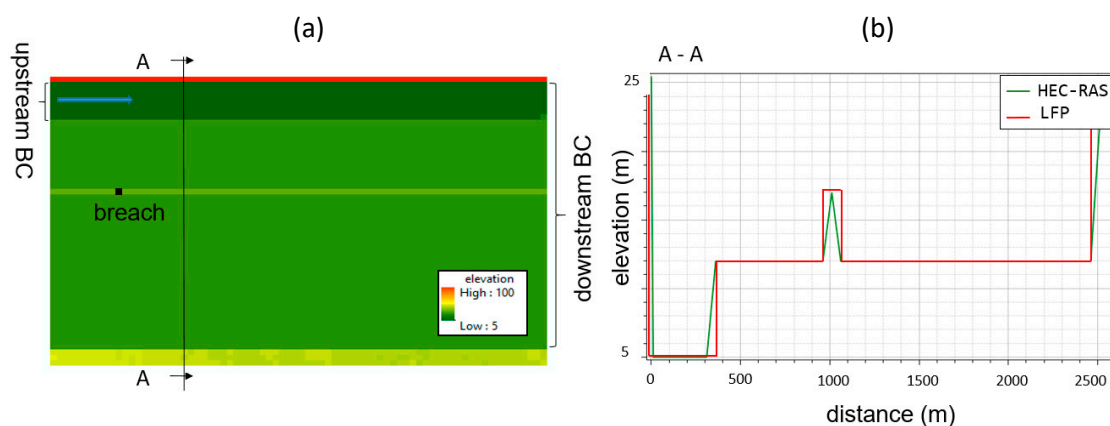 (a)
(b)
A
upstream BC
breach
downstream BC
elevation
High : 100
Low : 5
A
A - A
HEC-RAS
LFP
25
elevation (m)
5
0 500 1000 1500 2000 2500
distance (m)